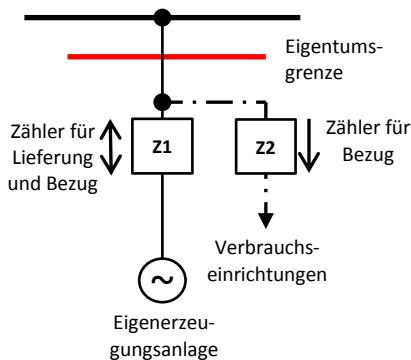 Eigentums-
grenze
Zähler für
Lieferung
und Bezug
Z1
Z2
Zähler für
Bezug
Verbrauchs-
einrichtungen
~
Eigenerzeu-
gungsanlage